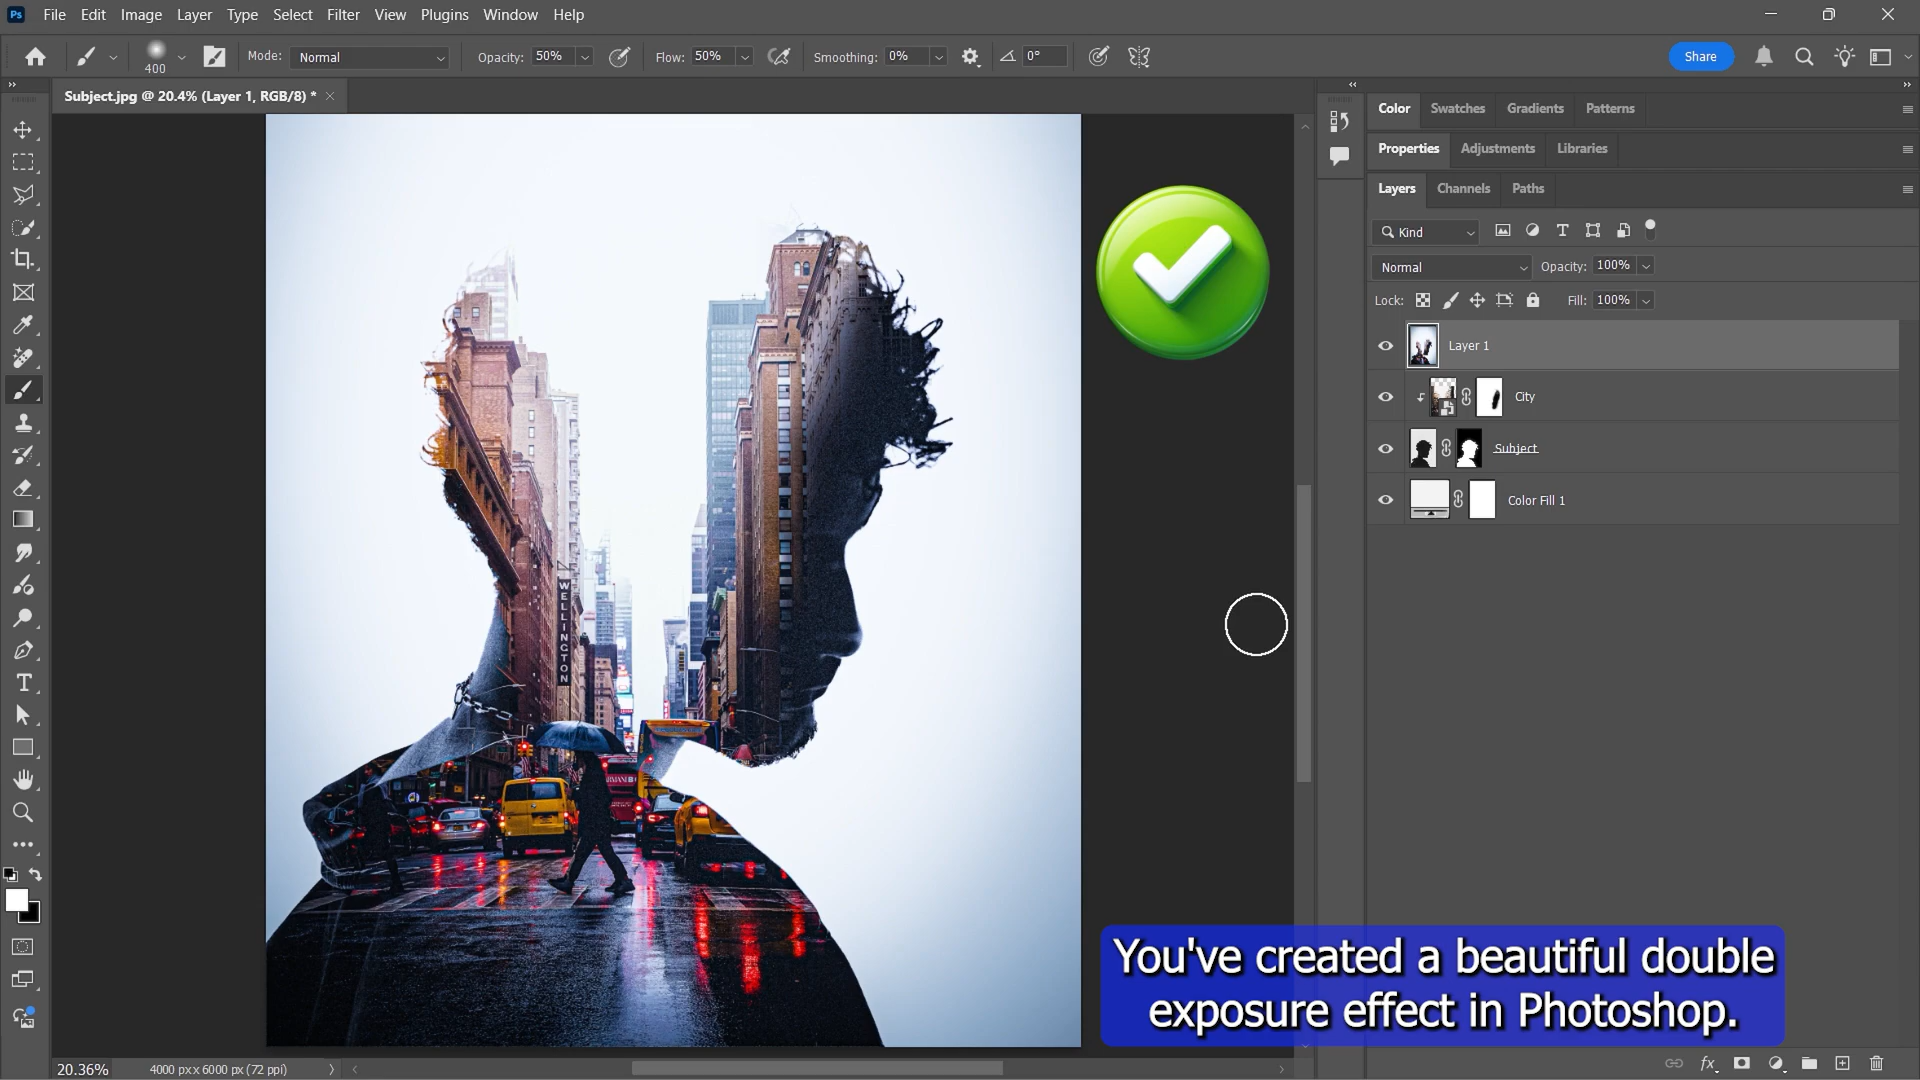 Ps File Edit Image Layer Type Select Filter View Plugins Window Help
400 Mode: Normal Opacity: 50% Flow: 50% Smoothing: 0% 0° Share
Subject.jpg @ 20.4% (Layer 1, RGB/8) *
Color Swatches Gradients Patterns
Properties Adjustments Libraries
Layers Channels Paths
Kind
Normal Opacity: 100%
Lock: Fill: 100%
Layer 1
City
Subject
Color Fill 1
WELLINGTON
You've created a beautiful double
exposure effect in Photoshop.
20.36% 4000 px x 6000 px (72 ppi)
fx